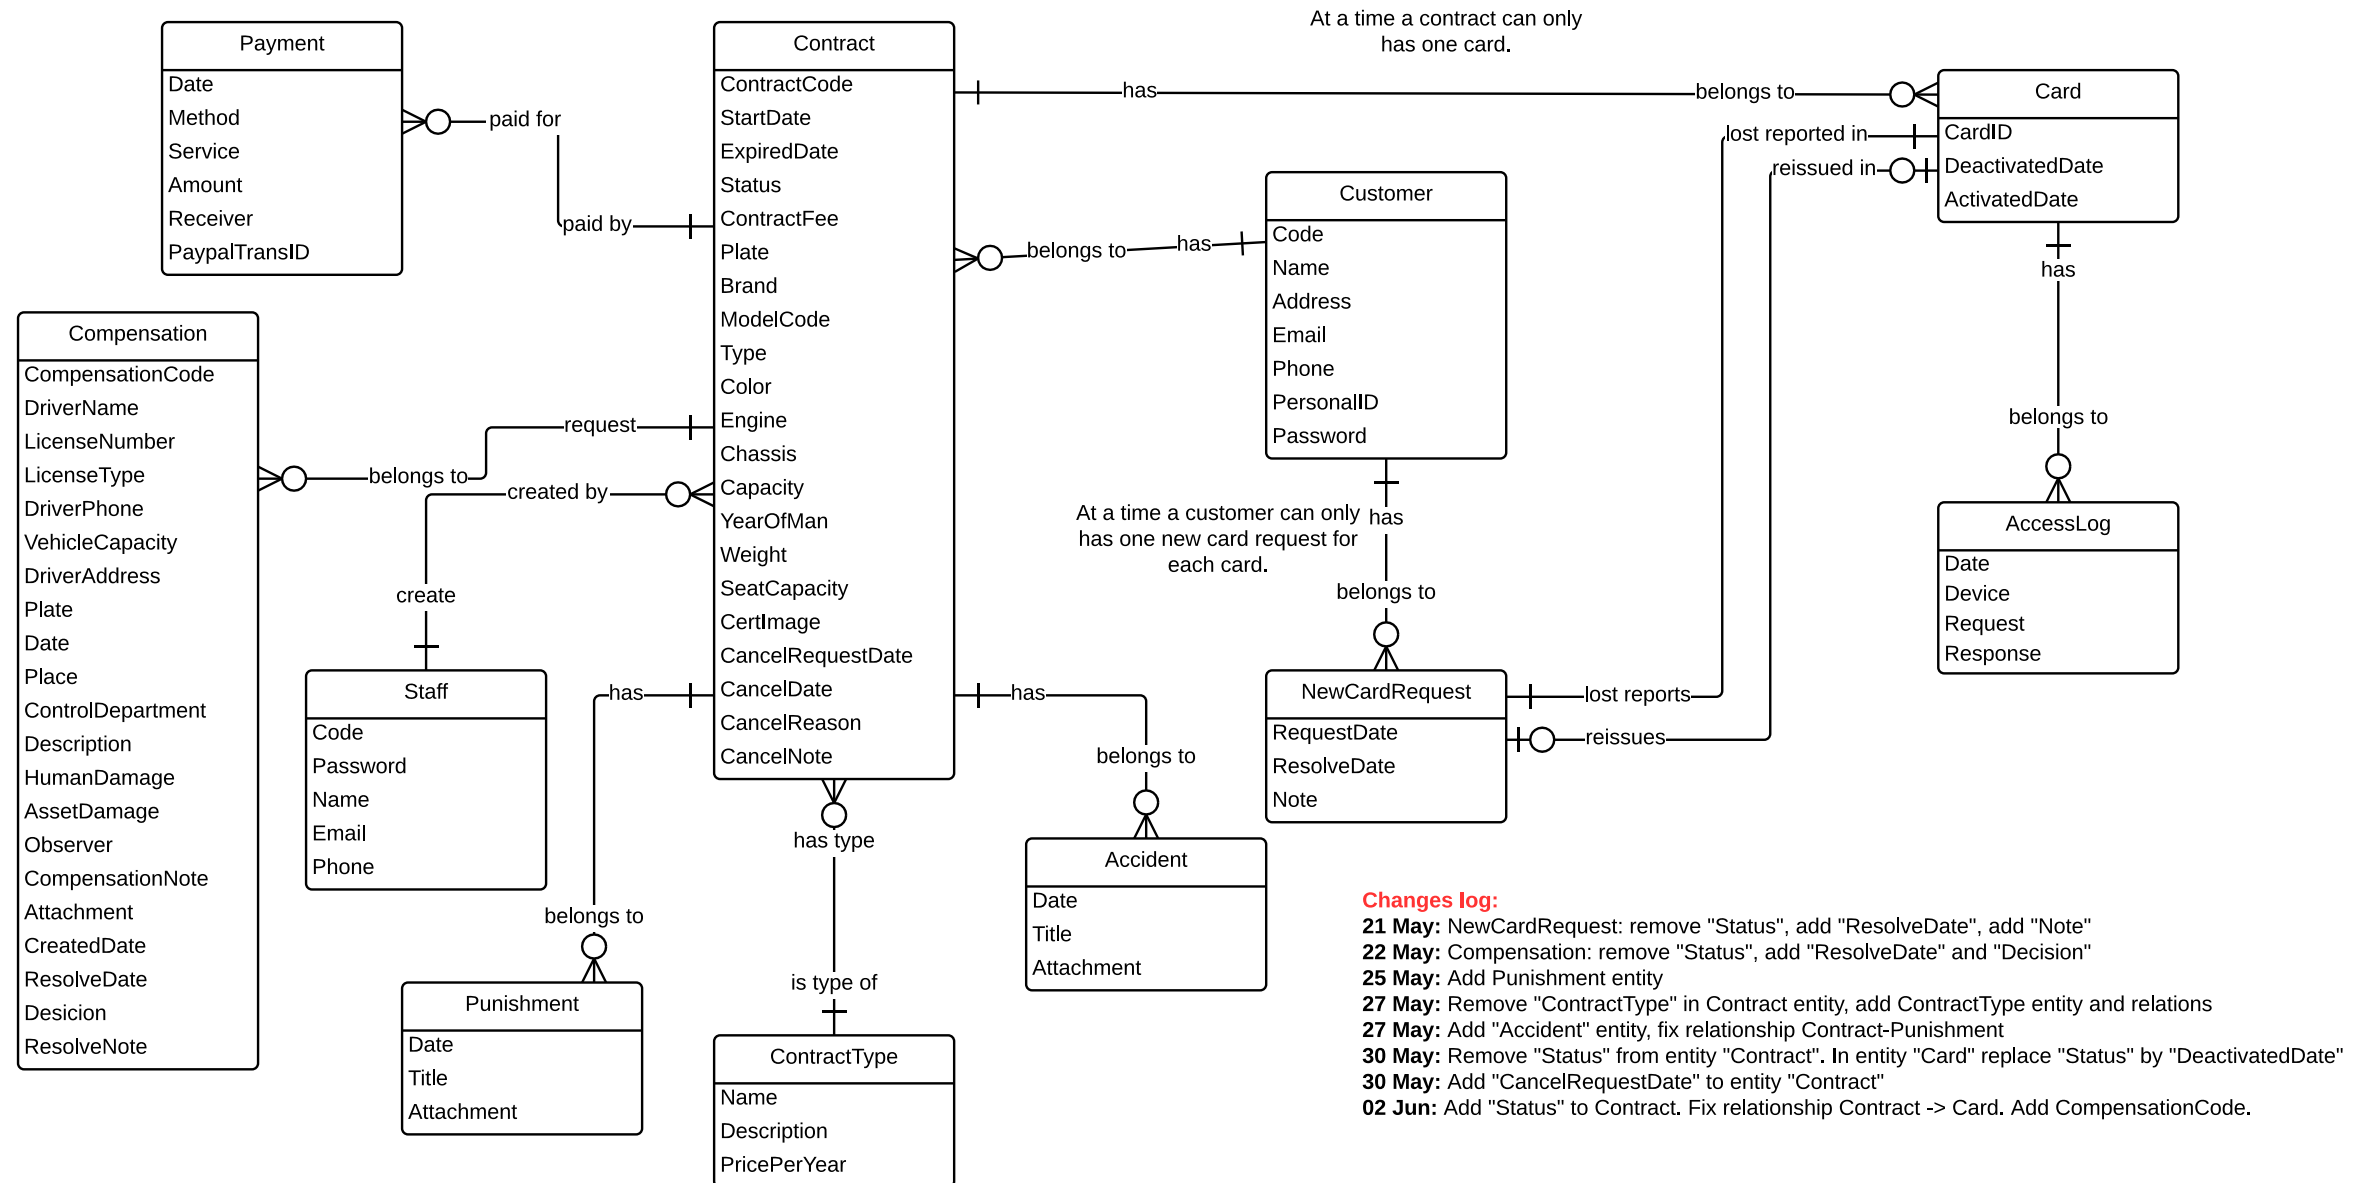 At a time a contract can only
has one card.
Payment
Date
Method
Service
Amount
Receiver
PaypalTransID
paid for
paid by
Contract
ContractCode
StartDate
ExpiredDate
Status
ContractFee
Plate
Brand
ModelCode
Type
Color
Engine
Chassis
Capacity
YearOfMan
Weight
SeatCapacity
CertImage
CancelRequestDate
CancelDate
CancelReason
CancelNote
has
belongs to
Card
CardID
DeactivatedDate
ActivatedDate
lost reported in
reissued in
has
belongs to
Customer
Code
Name
Address
Email
Phone
PersonalID
Password
belongs to
has
Compensation
CompensationCode
DriverName
LicenseNumber
LicenseType
DriverPhone
VehicleCapacity
DriverAddress
Plate
Date
Place
ControlDepartment
Description
HumanDamage
AssetDamage
Observer
CompensationNote
Attachment
CreatedDate
ResolveDate
Desicion
ResolveNote
request
belongs to
created by
create
At a time a customer can only
has one new card request for
each card.
has
belongs to
AccessLog
Date
Device
Request
Response
Staff
Code
Password
Name
Email
Phone
has
belongs to
has
belongs to
NewCardRequest
RequestDate
ResolveDate
Note
lost reports
reissues
has type
is type of
Accident
Date
Title
Attachment
Punishment
Date
Title
Attachment
ContractType
Name
Description
PricePerYear
Changes log:
21 May: NewCardRequest: remove "Status", add "ResolveDate", add "Note"
22 May: Compensation: remove "Status", add "ResolveDate" and "Decision"
25 May: Add Punishment entity
27 May: Remove "ContractType" in Contract entity, add ContractType entity and relations
27 May: Add "Accident" entity, fix relationship Contract-Punishment
30 May: Remove "Status" from entity "Contract". In entity "Card" replace "Status" by "DeactivatedDate"
30 May: Add "CancelRequestDate" to entity "Contract"
02 Jun: Add "Status" to Contract. Fix relationship Contract -> Card. Add CompensationCode.